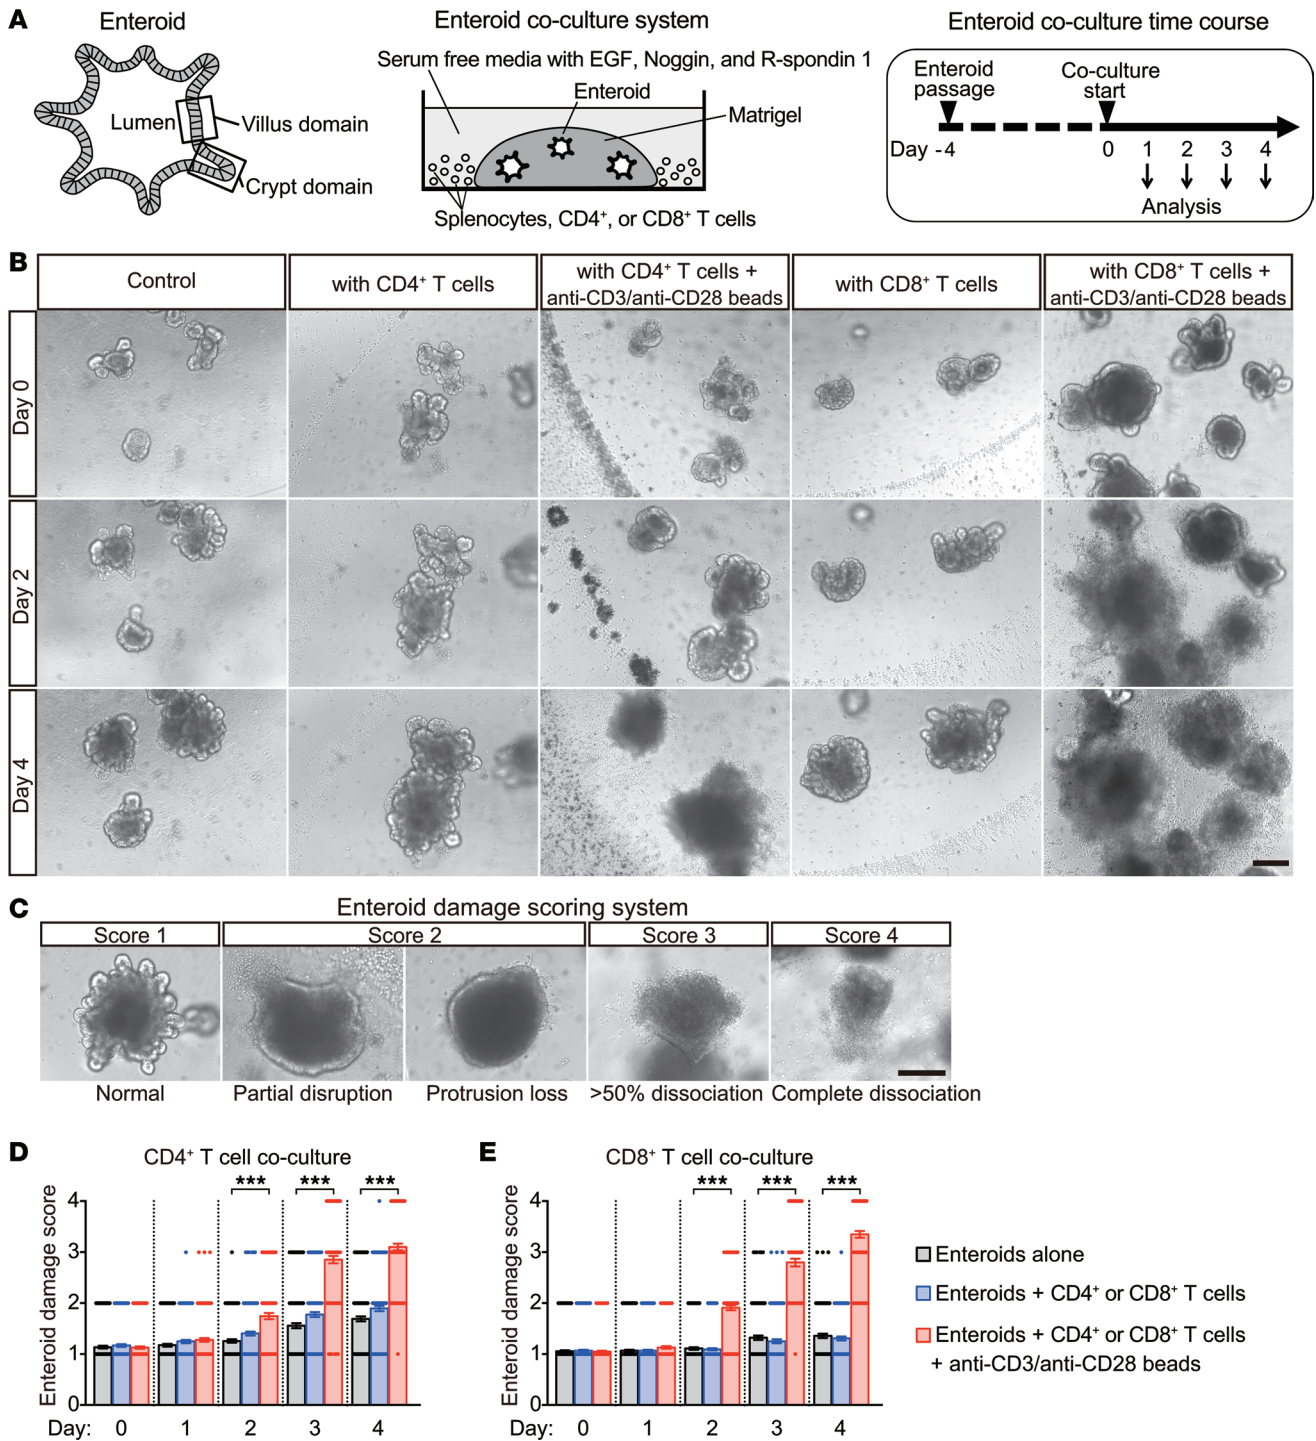 A
Enteroid
Lumen
Villus domain
Crypt domain
Enteroid co-culture system
Serum free media with EGF, Noggin, and R-spondin 1
Enteroid
Matrigel
Splenocytes, CD4⁺, or CD8⁺ T cells
Enteroid co-culture time course
Enteroid
passage
Co-culture
start
Day -4 0 1 2 3 4
Analysis
B
Control
with CD4⁺ T cells
with CD4⁺ T cells +
anti-CD3/anti-CD28 beads
with CD8⁺ T cells
with CD8⁺ T cells +
anti-CD3/anti-CD28 beads
Day 0
Day 2
Day 4
C
Enteroid damage scoring system
Score 1
Score 2
Score 3
Score 4
Normal
Partial disruption
Protrusion loss
>50% dissociation
Complete dissociation
D
CD4⁺ T cell co-culture
*** *** ***
Enteroid damage score
4
3
2
1
0
Day: 0 1 2 3 4
E
CD8⁺ T cell co-culture
*** *** ***
Enteroid damage score
4
3
2
1
0
Day: 0 1 2 3 4
Enteroids alone
Enteroids + CD4⁺ or CD8⁺ T cells
Enteroids + CD4⁺ or CD8⁺ T cells
+ anti-CD3/anti-CD28 beads